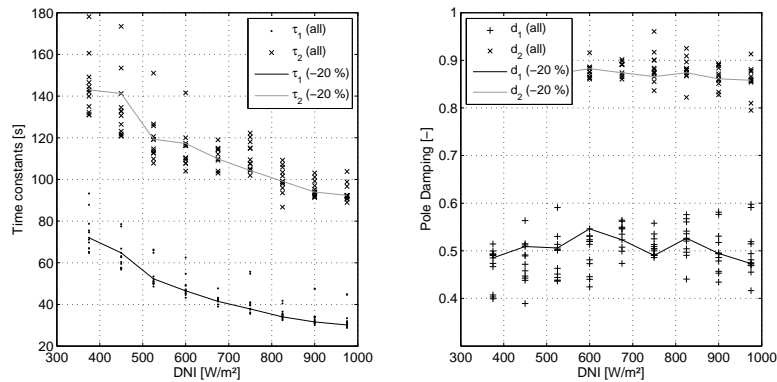 180
160
140
120
100
80
60
40
20
300 400 500 600 700 800 900 1000
DNI [W/m²]
Time constants [s]
τ1 (all)
τ2 (all)
τ1 (−20 %)
τ2 (−20 %)
1
0.9
0.8
0.7
0.6
0.5
0.4
300 400 500 600 700 800 900 1000
DNI [W/m²]
Pole Damping [−]
d1 (all)
d2 (all)
d1 (−20 %)
d2 (−20 %)